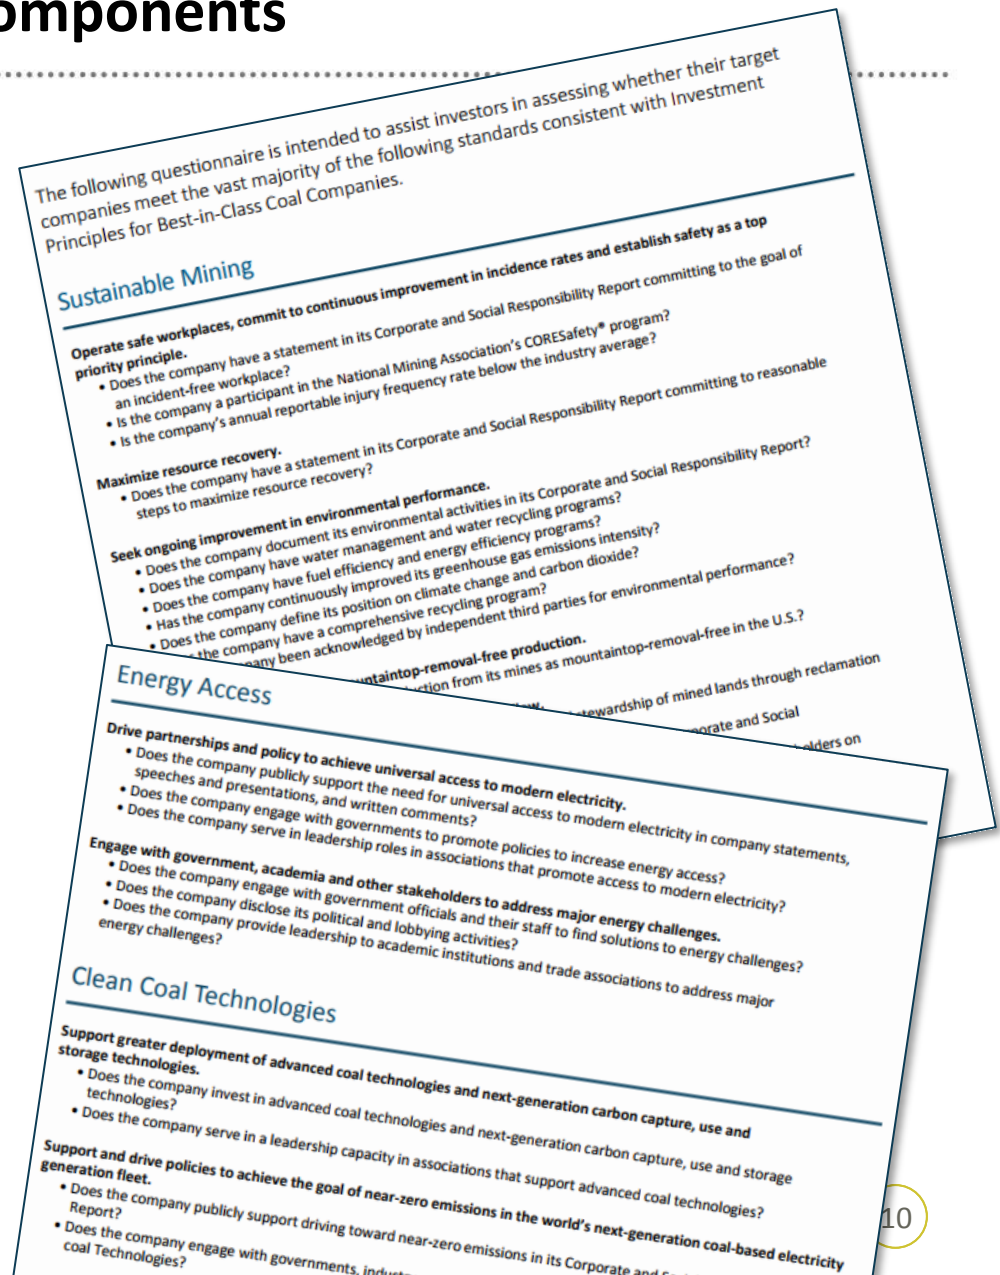 omponents
The following questionnaire is intended to assist investors in assessing whether their target
companies meet the vast majority of the following standards consistent with Investment
Principles for Best-in-Class Coal Companies.
Sustainable Mining
Operate safe workplaces, commit to continuous improvement in incidence rates and establish safety as a top
priority principle.
• Does the company have a statement in its Corporate and Social Responsibility Report committing to the goal of
an incident-free workplace?
• Is the company a participant in the National Mining Association's CORESafety® program?
• Is the company's annual reportable injury frequency rate below the industry average?
Maximize resource recovery.
• Does the company have a statement in its Corporate and Social Responsibility Report committing to reasonable
steps to maximize resource recovery?
Seek ongoing improvement in environmental performance.
• Does the company document its environmental activities in its Corporate and Social Responsibility Report?
• Does the company have water management and water recycling programs?
• Does the company have fuel efficiency and energy efficiency programs?
• Has the company continuously improved its greenhouse gas emissions intensity?
• Does the company define its position on climate change and carbon dioxide?
the company have a comprehensive recycling program?
pany been acknowledged by independent third parties for environmental performance?
untaintop-removal-free production.
uction from its mines as mountaintop-removal-free in the U.S.?
tewardship of mined lands through reclamation
porate and Social
holders on
Energy Access
Drive partnerships and policy to achieve universal access to modern electricity.
• Does the company publicly support the need for universal access to modern electricity in company statements,
speeches and presentations, and written comments?
• Does the company engage with governments to promote policies to increase energy access?
• Does the company serve in leadership roles in associations that promote access to modern electricity?
Engage with government, academia and other stakeholders to address major energy challenges.
• Does the company engage with government officials and their staff to find solutions to energy challenges?
• Does the company disclose its political and lobbying activities?
• Does the company provide leadership to academic institutions and trade associations to address major
energy challenges?
Clean Coal Technologies
Support greater deployment of advanced coal technologies and next-generation carbon capture, use and
storage technologies.
• Does the company invest in advanced coal technologies and next-generation carbon capture, use and storage
technologies?
• Does the company serve in a leadership capacity in associations that support advanced coal technologies?
Support and drive policies to achieve the goal of near-zero emissions in the world's next-generation coal-based electricity
generation fleet.
• Does the company publicly support driving toward near-zero emissions in its Corporate and
Report?
• Does the company engage with governments,
coal Technologies?
10